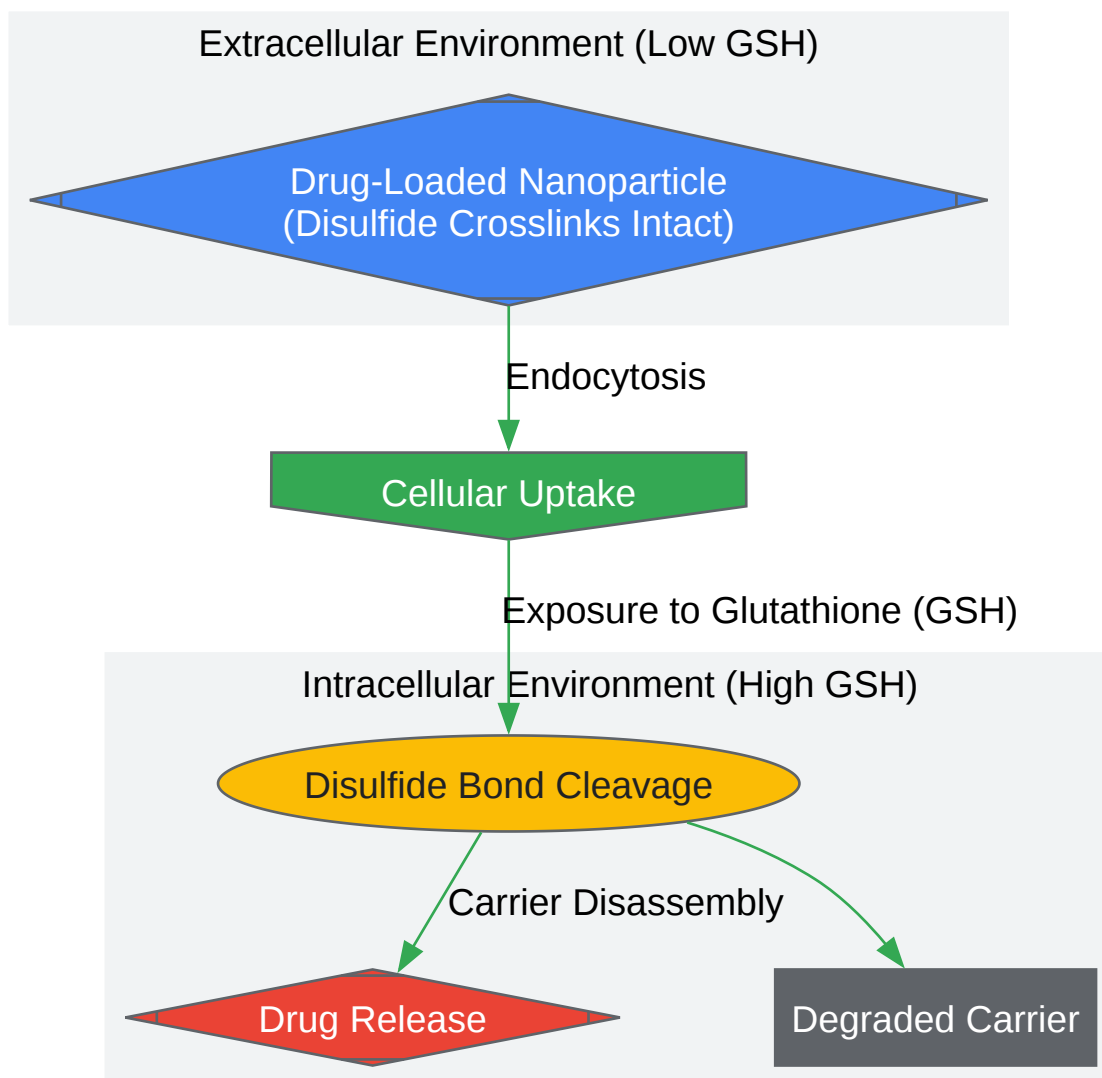 Extracellular Environment (Low GSH)
Drug-Loaded Nanoparticle
(Disulfide Crosslinks Intact)
Endocytosis
Cellular Uptake
Exposure to Glutathione (GSH)
Intracellular Environment (High GSH)
Disulfide Bond Cleavage
Carrier Disassembly
Drug Release
Degraded Carrier